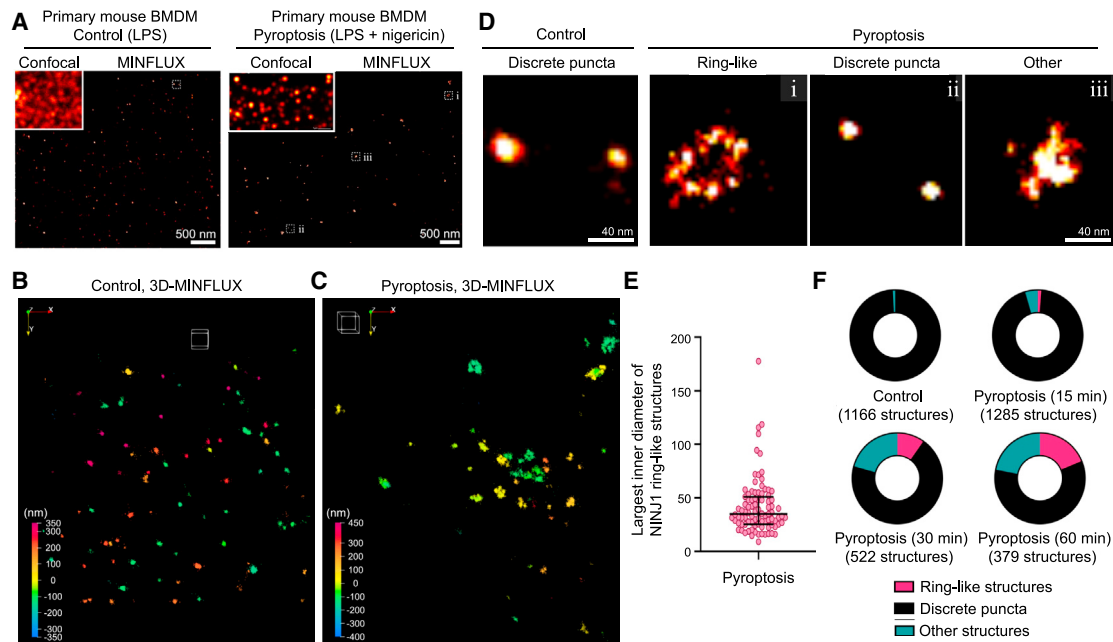 A
Primary mouse BMDM
Control (LPS)
Confocal
MINFLUX
500 nm
Primary mouse BMDM
Pyroptosis (LPS + nigericin)
Confocal
MINFLUX
i
iii
ii
500 nm
B
Control, 3D-MINFLUX
Z
X
Y
(nm)
350
300
200
100
0
-100
-200
-300
-350
C
Pyroptosis, 3D-MINFLUX
Z
X
Y
(nm)
450
400
300
200
100
0
-100
-200
-300
-400
D
Control
Pyroptosis
Discrete puncta
Ring-like
Discrete puncta
Other
i
ii
iii
40 nm
40 nm
E
Largest inner diameter of
NINJ1 ring-like structures
200
150
100
50
0
Pyroptosis
F
Control
(1166 structures)
Pyroptosis (15 min)
(1285 structures)
Pyroptosis (30 min)
(522 structures)
Pyroptosis (60 min)
(379 structures)
Ring-like structures
Discrete puncta
Other structures